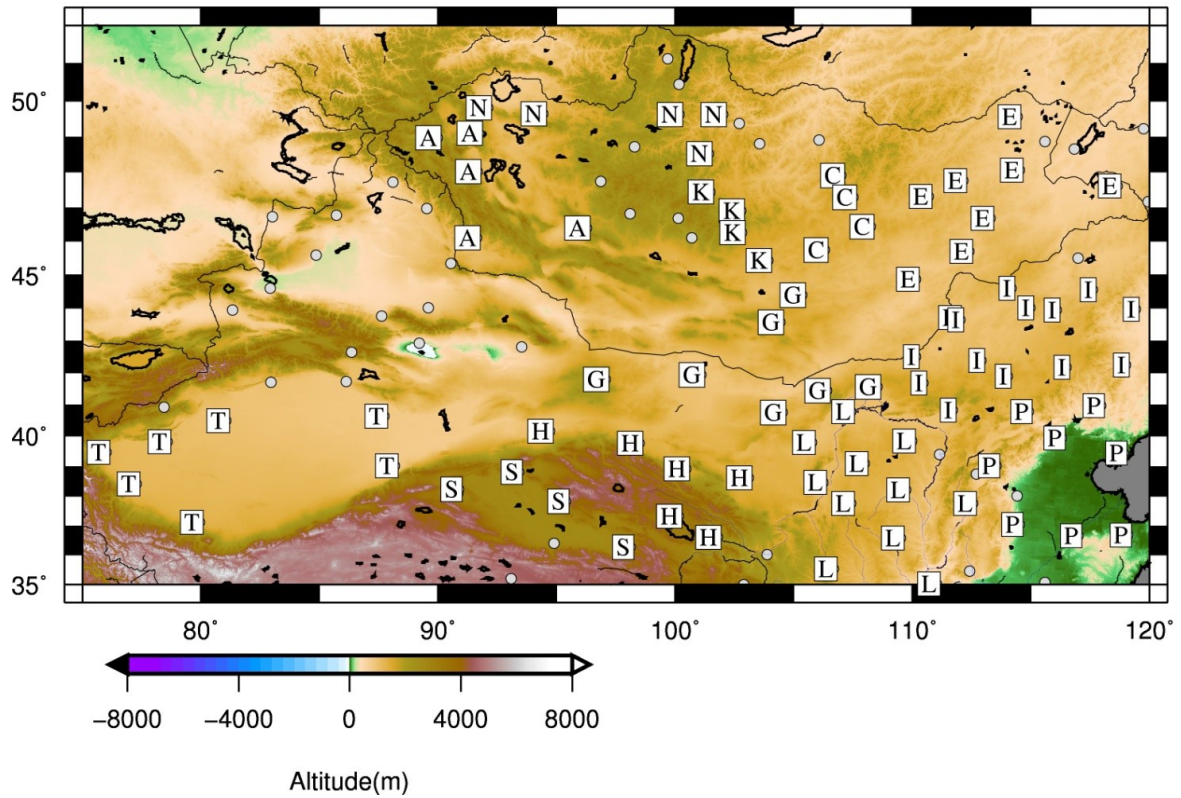 50°
45°
40°
35°
N N N N E
A A E
A N C E E E
K C E
K
A A K C E
K C E
G I I I
G I I I I I
G G G G I I I I I
T T G L I P P
T T H H L L P P
T T S H H L L P
T S S H L L P
T S H H L P P P
L L
80° 90° 100° 110° 120°
−8000 −4000 0 4000 8000
Altitude(m)